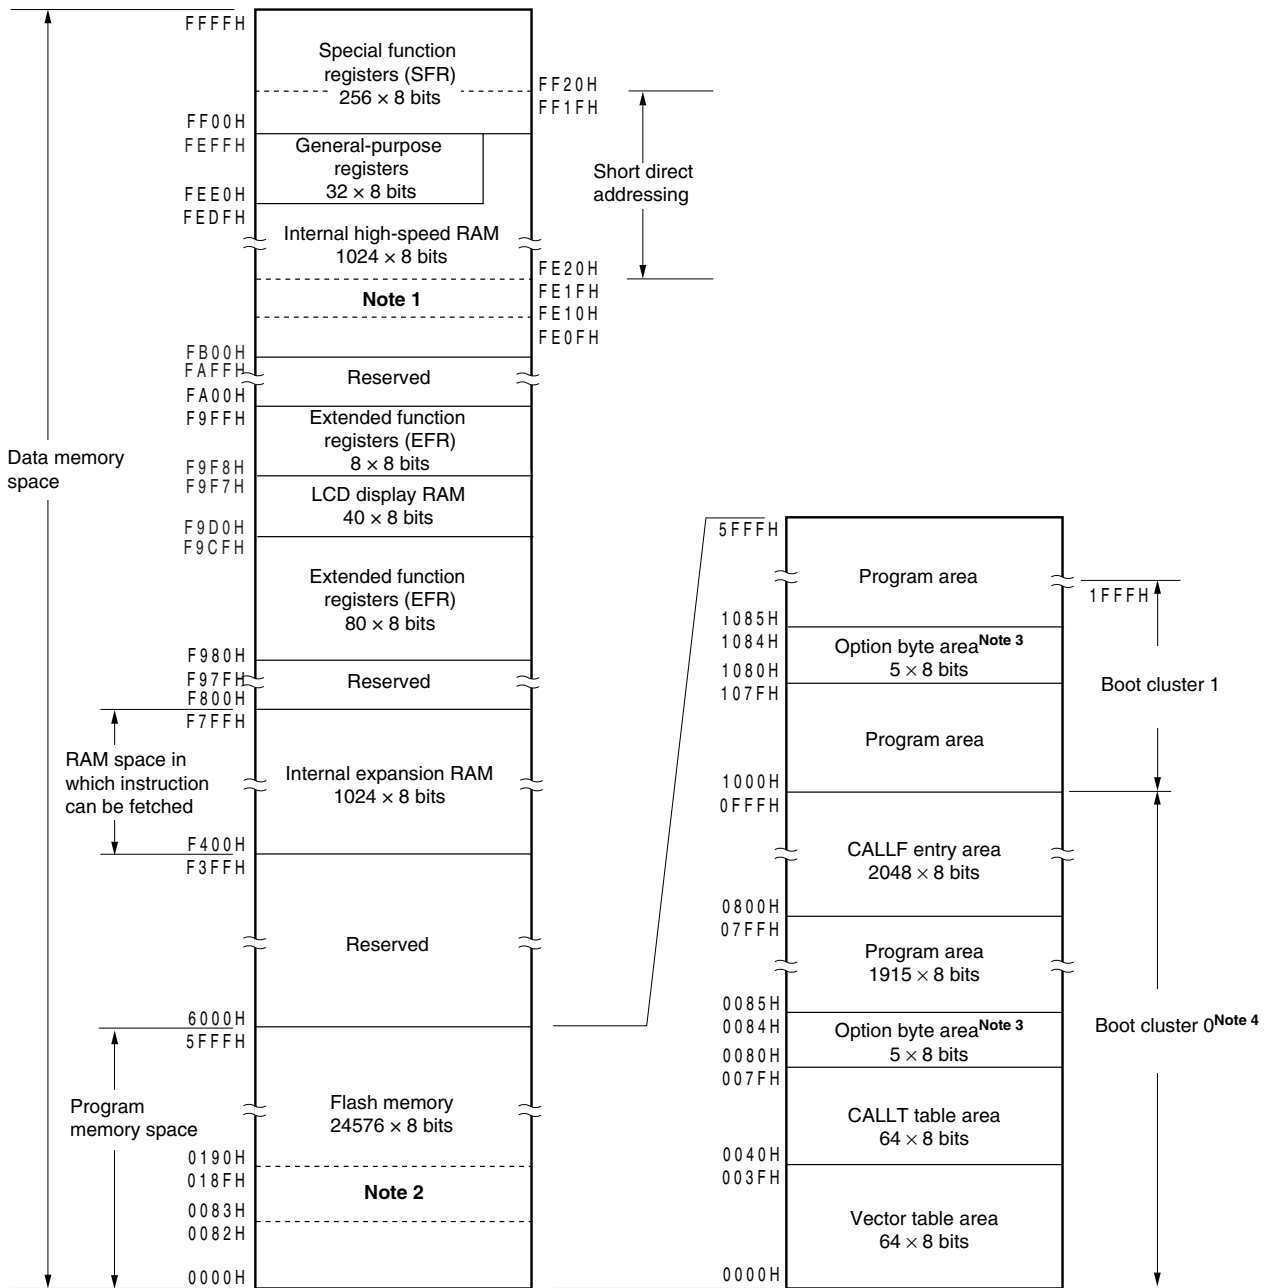 FFFFH
Special function
registers (SFR)
256 × 8 bits
FF20H
FF1FH
FF00H
FEFFH
General-purpose
registers
32 × 8 bits
Short direct
addressing
FEE0H
FEDFH
Internal high-speed RAM
1024 × 8 bits
FE20H
FE1FH
Note 1
FE10H
FE0FH
FB00H
FAFFH
Reserved
FA00H
F9FFH
Extended function
registers (EFR)
8 × 8 bits
Data memory
space
F9F8H
F9F7H
LCD display RAM
40 × 8 bits
F9D0H
F9CFH
Extended function
registers (EFR)
80 × 8 bits
F980H
F97FH
Reserved
F800H
F7FFH
RAM space in
which instruction
can be fetched
Internal expansion RAM
1024 × 8 bits
F400H
F3FFH
Reserved
6000H
5FFFH
Program
memory space
Flash memory
24576 × 8 bits
0190H
018FH
Note 2
0083H
0082H
0000H
5FFFH
Program area
1FFFH
1085H
1084H
Option byte area Note 3
5 × 8 bits
1080H
107FH
Boot cluster 1
Program area
1000H
0FFFH
CALLF entry area
2048 × 8 bits
0800H
07FFH
Program area
1915 × 8 bits
0085H
0084H
Option byte area Note 3
5 × 8 bits
Boot cluster 0 Note 4
0080H
007FH
CALLT table area
64 × 8 bits
0040H
003FH
Vector table area
64 × 8 bits
0000H